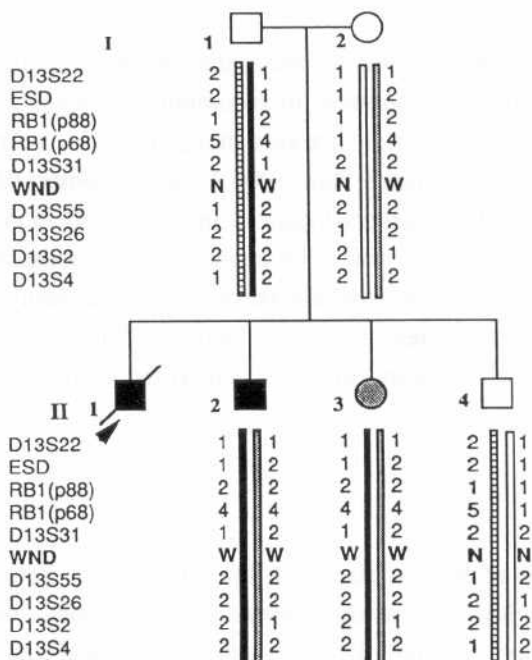 I 1 2
D13S22 2 1 1 1
ESD 2 1 1 2
RB1(p88) 1 2 1 2
RB1(p68) 5 4 1 4
D13S31 2 1 2 2
WND N W N W
D13S55 1 2 2 2
D13S26 2 2 1 2
D13S2 2 2 2 1
D13S4 1 2 2 2
II 1 2 3 4
D13S22 1 1 1 1 2 1
ESD 1 2 1 2 2 1
RB1(p88) 2 2 2 2 1 1
RB1(p68) 4 4 4 4 5 1
D13S31 1 2 1 2 2 2
WND W W W W N N
D13S55 2 2 2 2 1 2
D13S26 2 2 2 2 2 1
D13S2 2 1 2 1 2 2
D13S4 2 2 2 2 1 2